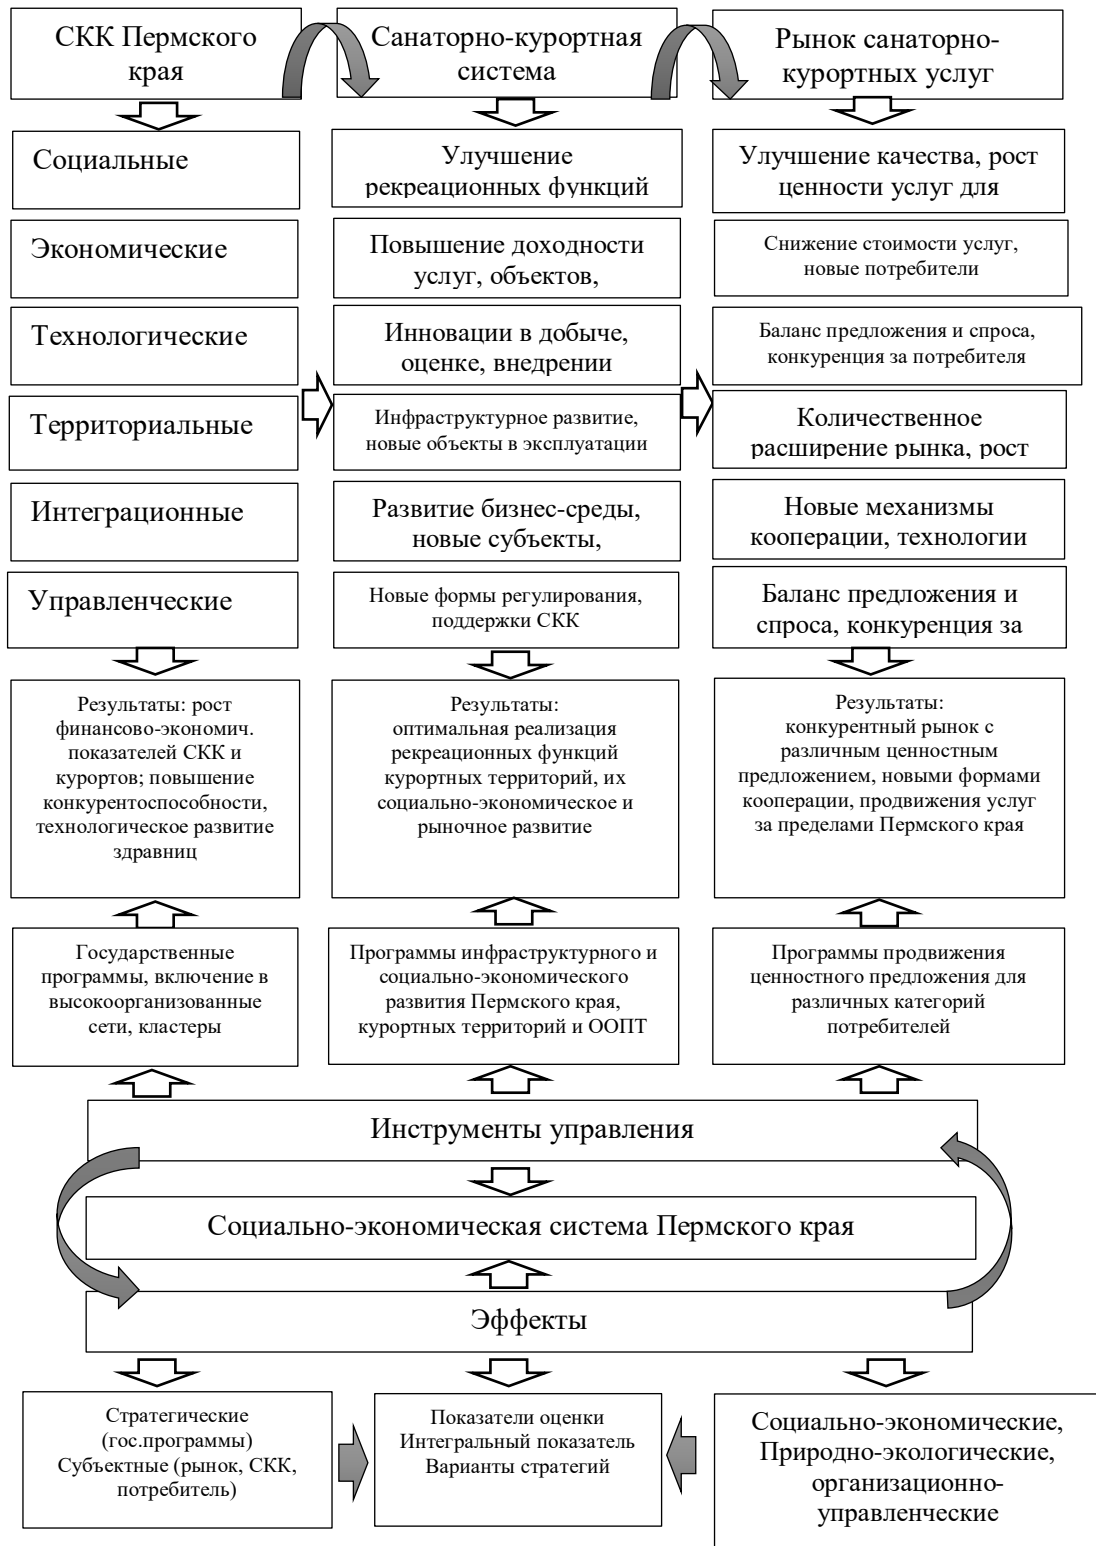 СКК Пермского
края
Санаторно-курортная
система
Рынок санаторно-
курортных услуг
Социальные
Улучшение
рекреационных функций
Улучшение качества, рост
ценности услуг для
Экономические
Повышение доходности
услуг, объектов,
Снижение стоимости услуг,
новые потребители
Технологические
Инновации в добыче,
оценке, внедрении
Баланс предложения и спроса,
конкуренция за потребителя
Территориальные
Инфраструктурное развитие,
новые объекты в эксплуатации
Количественное
расширение рынка, рост
Интеграционные
Развитие бизнес-среды,
новые субъекты,
Новые механизмы
кооперации, технологии
Управленческие
Новые формы регулирования,
поддержки СКК
Баланс предложения и
спроса, конкуренция за
Результаты: рост
финансово-экономич.
показателей СКК и
курортов; повышение
конкурентоспособности,
технологическое развитие
здравниц
Результаты:
оптимальная реализация
рекреационных функций
курортных территорий, их
социально-экономическое и
рыночное развитие
Результаты:
конкурентный рынок с
различным ценностным
предложением, новыми формами
кооперации, продвижения услуг
за пределами Пермского края
Государственные
программы, включение в
высокоорганизованные
сети, кластеры
Программы инфраструктурного и
социально-экономического
развития Пермского края,
курортных территорий и ООПТ
Программы продвижения
ценностного предложения для
различных категорий
потребителей
Инструменты управления
Социально-экономическая система Пермского края
Эффекты
Стратегические
(гос.программы)
Субъектные (рынок, СКК,
потребитель)
Показатели оценки
Интегральный показатель
Варианты стратегий
Социально-экономические,
Природно-экологические,
организационно-
управленческие